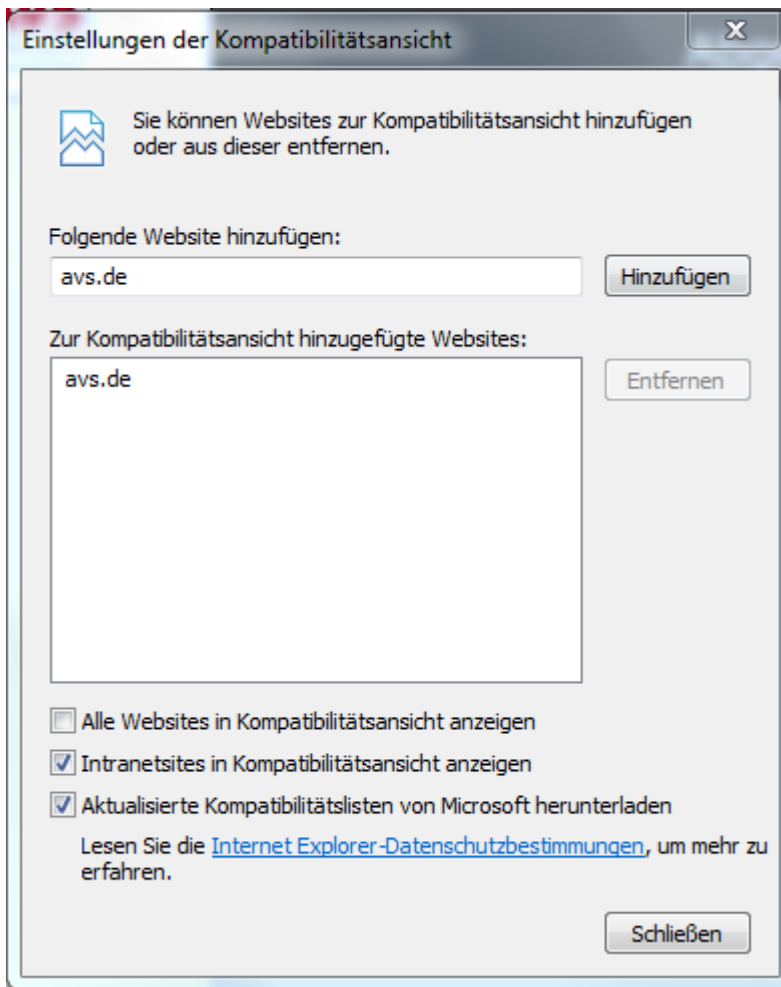 Einstellungen der Kompatibilitätsansicht
Sie können Websites zur Kompatibilitätsansicht hinzufügen
oder aus dieser entfernen.
Folgende Website hinzufügen:
avs.de
Hinzufügen
Zur Kompatibilitätsansicht hinzugefügte Websites:
avs.de
Entfernen
Alle Websites in Kompatibilitätsansicht anzeigen
Intranetsites in Kompatibilitätsansicht anzeigen
Aktualisierte Kompatibilitätslisten von Microsoft herunterladen
Lesen Sie die Internet Explorer-Datenschutzbestimmungen, um mehr zu
erfahren.
Schließen